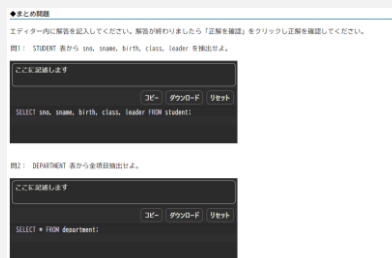 ◆まとめ問題
エディター内に解答を記入してください。解答が終わりましたら「正解を確認」をクリックし正解を確認してください。
問1： STUDENT 表から sno, sname, birth, class, leader を抽出せよ。
ここに記述します
コピー ダウンロード リセット
SELECT sno, sname, birth, class, leader FROM student;
問2： DEPARTMENT 表から全項目抽出せよ。
ここに記述します
コピー ダウンロード リセット
SELECT * FROM department;